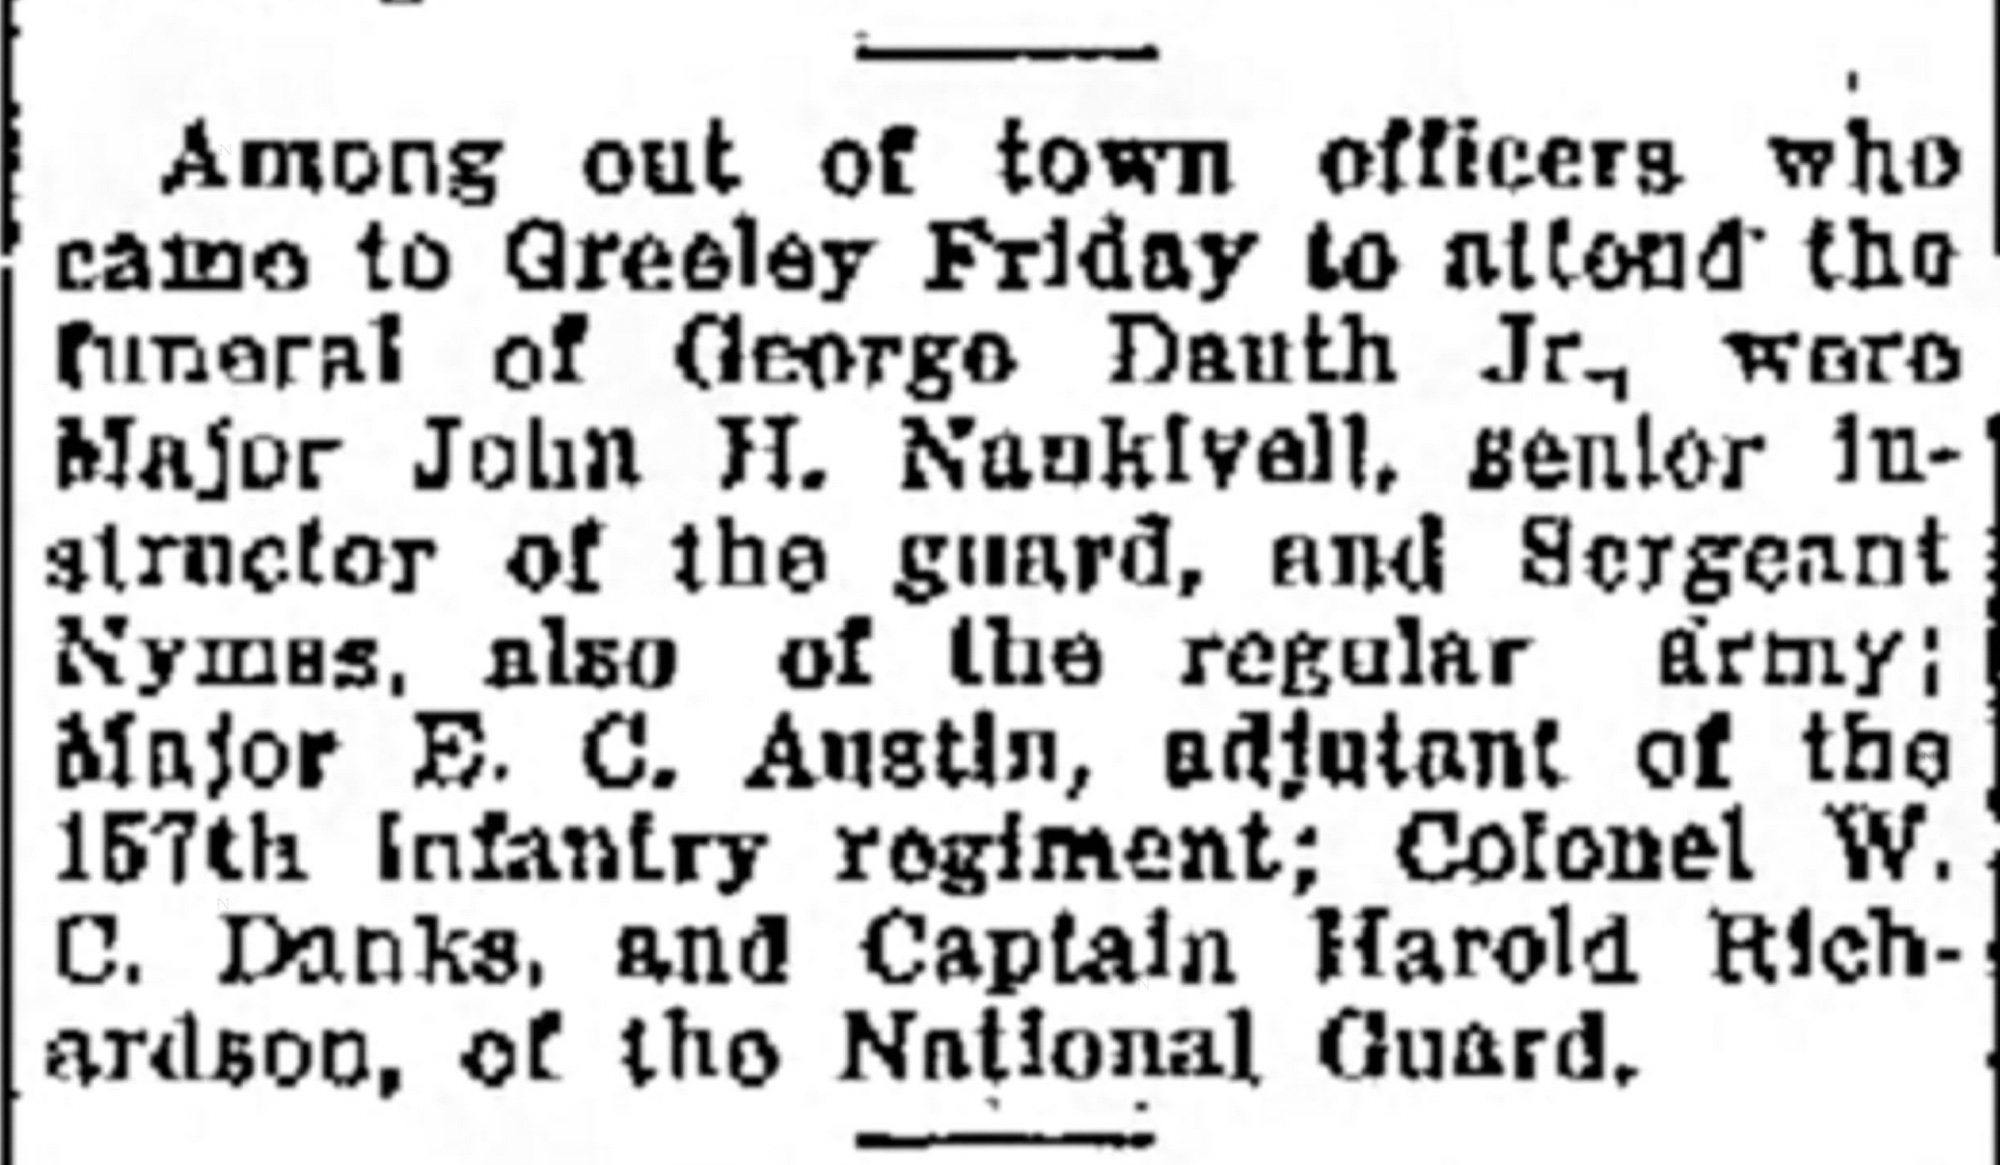 Among out of town officers who
came to Greeley Friday to attend the
funeral of George Dauth Jr., were
Major John H. Nankivell, senior in-
structor of the guard, and Sergeant
Nymes, also of the regular army;
Major E. C. Austin, adjutant of the
157th Infantry regiment; Colonel W.
C. Danks, and Captain Harold Rich-
ardson, of the National Guard.